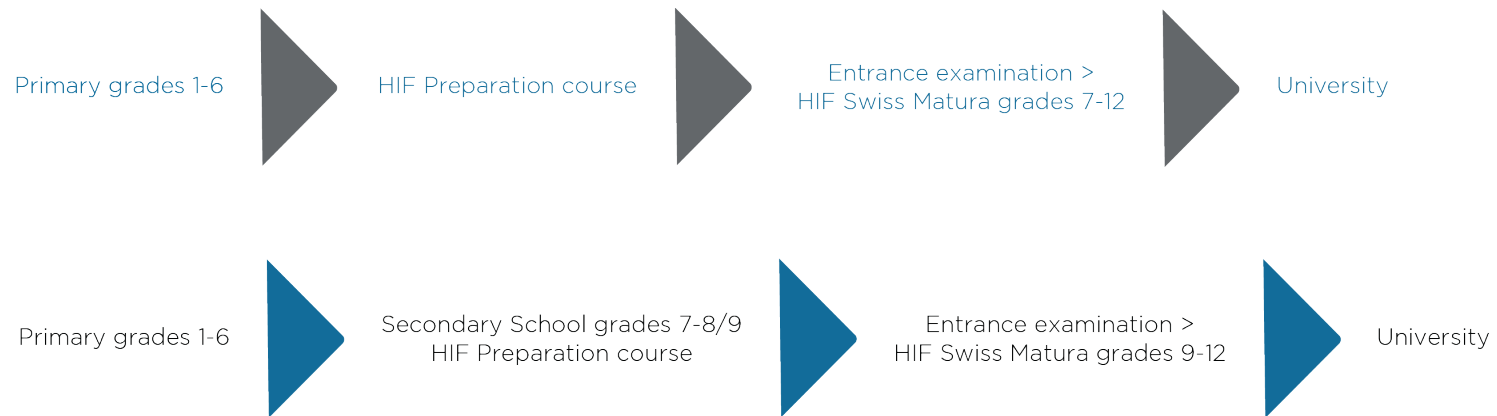 Primary grades 1-6
HIF Preparation course
Entrance examination >
HIF Swiss Matura grades 7-12
University
Primary grades 1-6
Secondary School grades 7-8/9
HIF Preparation course
Entrance examination >
HIF Swiss Matura grades 9-12
University